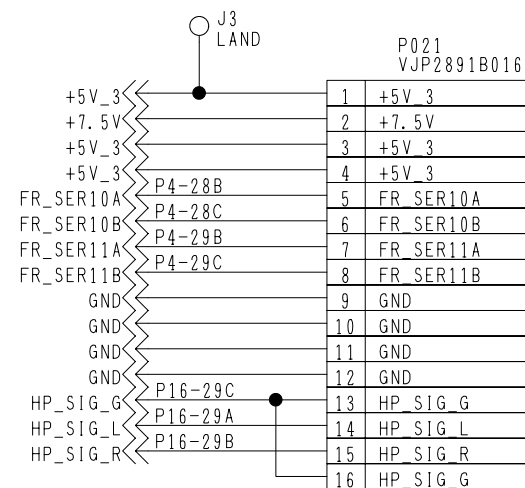 J3
LAND
P021
VJP2891B016
+5V_3 1 +5V_3
+7.5V 2 +7.5V
+5V_3 3 +5V_3
+5V_3 4 +5V_3
FR_SER10A P4-28B 5 FR_SER10A
FR_SER10B P4-28C 6 FR_SER10B
FR_SER11A P4-29B 7 FR_SER11A
FR_SER11B P4-29C 8 FR_SER11B
GND 9 GND
GND 10 GND
GND 11 GND
GND 12 GND
HP_SIG_G P16-29C 13 HP_SIG_G
HP_SIG_L P16-29A 14 HP_SIG_L
HP_SIG_R P16-29B 15 HP_SIG_R
16 HP_SIG_G